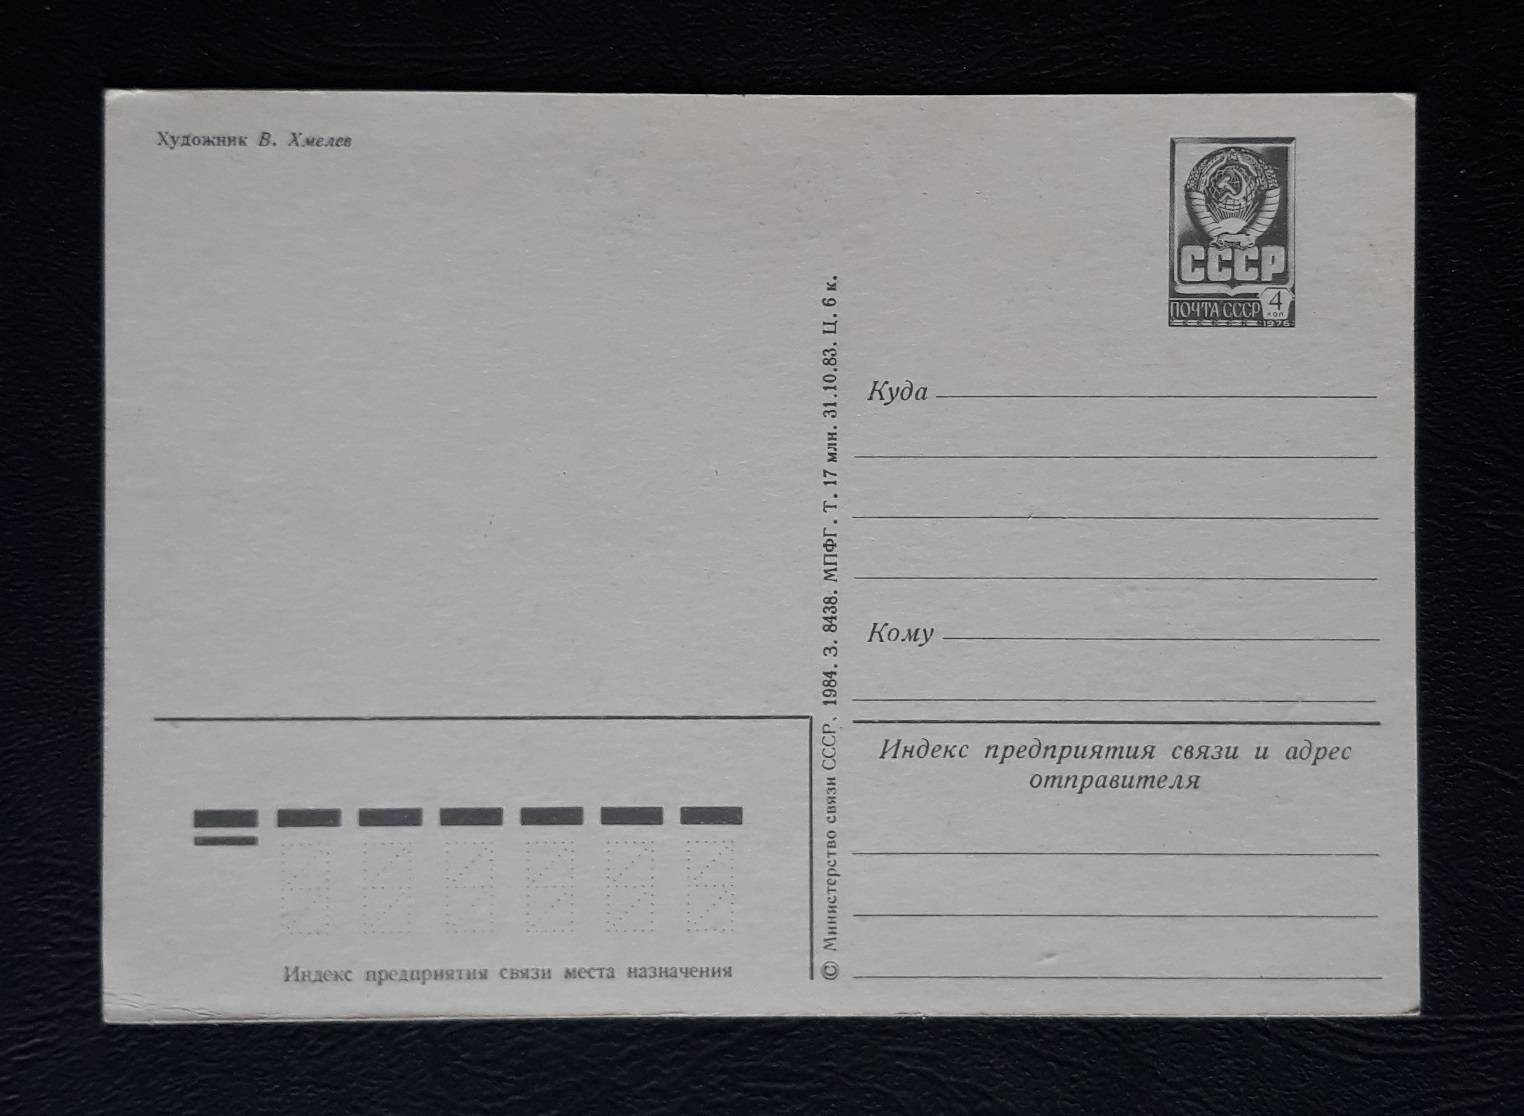 Художник В. Хмелев
СССР
ПОЧТА СССР 4
коп
1976
Куда
Кому
Индекс предприятия связи и адрес
отправителя
© Министерство связи СССР. 1984. З. 8438. МПФГ. Т. 17 млн. 31.10.83. Ц. 6 к.
Индекс предприятия связи места назначения